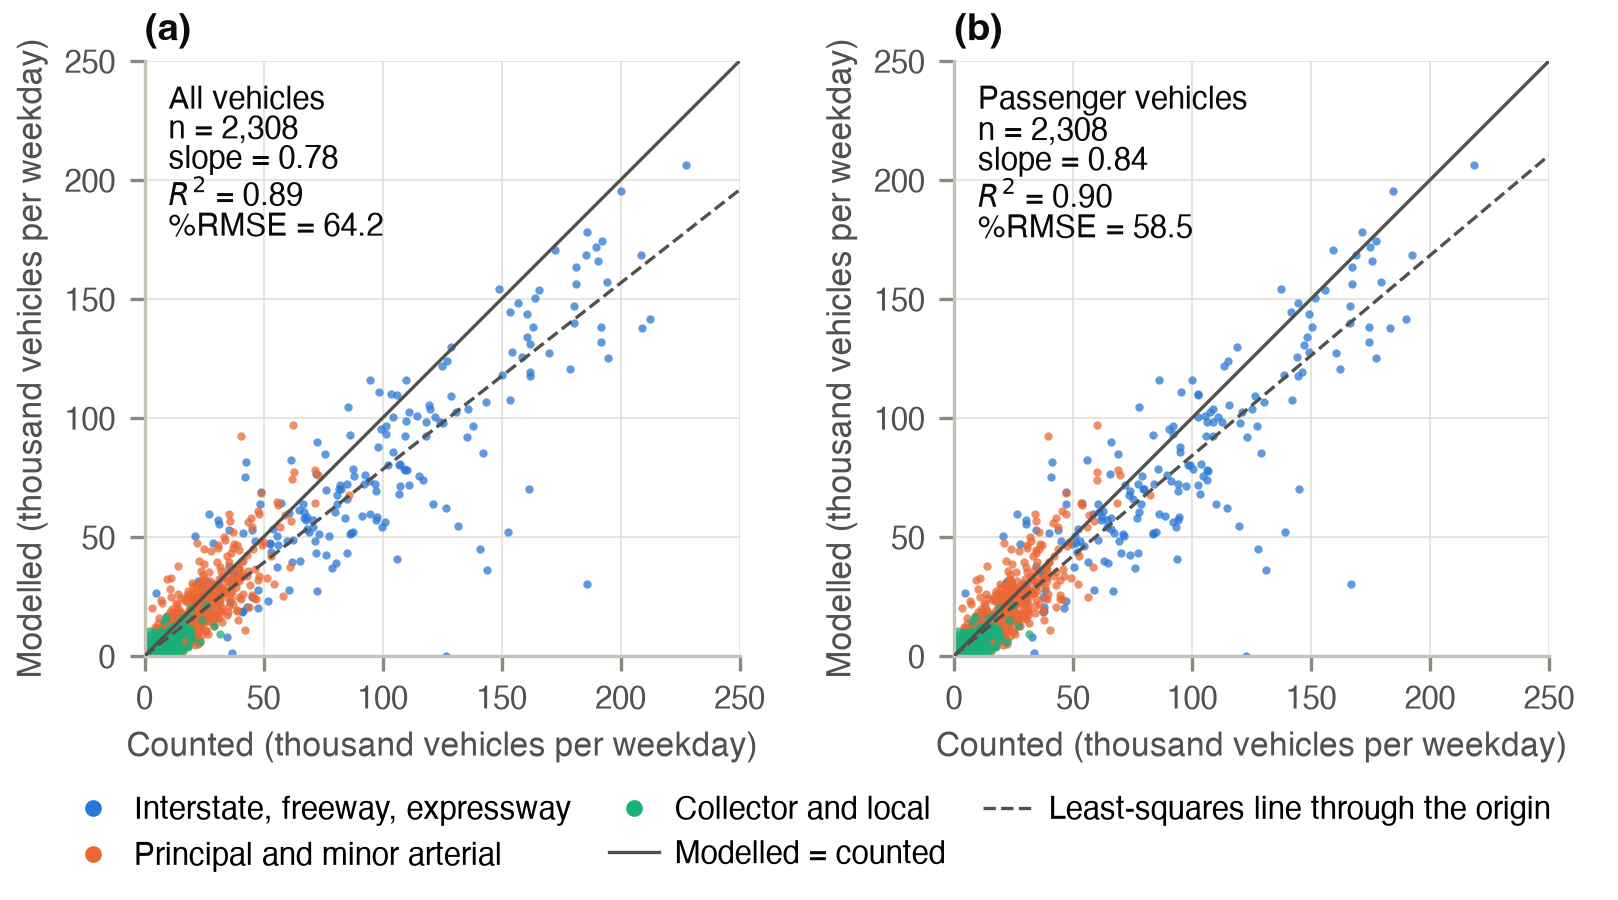 (a)
Modelled (thousand vehicles per weekday)
250
200
150
100
50
0
All vehicles
n = 2,308
slope = 0.78
R² = 0.89
%RMSE = 64.2
0 50 100 150 200 250
Counted (thousand vehicles per weekday)
(b)
Modelled (thousand vehicles per weekday)
250
200
150
100
50
0
Passenger vehicles
n = 2,308
slope = 0.84
R² = 0.90
%RMSE = 58.5
0 50 100 150 200 250
Counted (thousand vehicles per weekday)
Interstate, freeway, expressway
Principal and minor arterial
Collector and local
Modelled = counted
Least-squares line through the origin